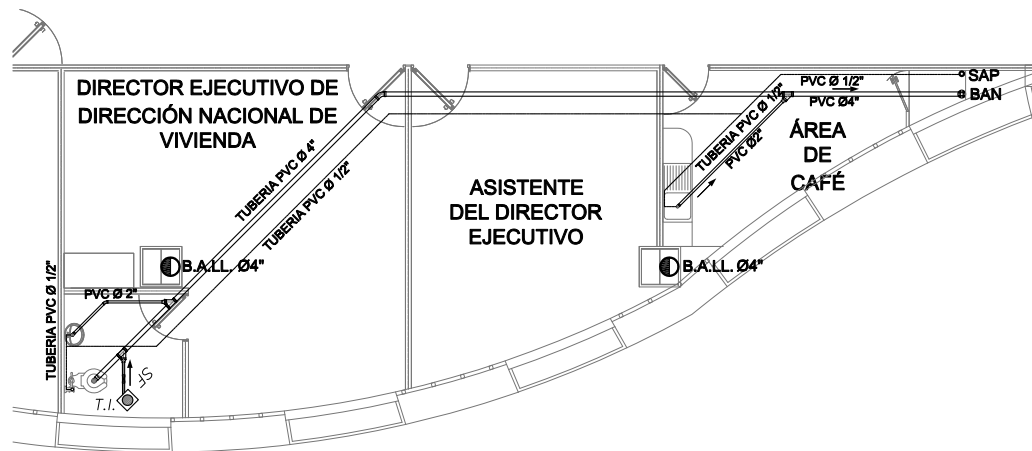 DIRECTOR EJECUTIVO DE
DIRECCIÓN NACIONAL DE
VIVIENDA
TUBERIA PVC Ø 4"
TUBERIA PVC Ø 1/2"
ASISTENTE
DEL DIRECTOR
EJECUTIVO
TUBERIA PVC Ø 1/2"
PVC Ø2"
PVC Ø 1/2"
PVC Ø4"
SAP
BAN
ÁREA
DE
CAFÉ
B.A.LL. Ø4"
B.A.LL. Ø4"
TUBERIA PVC Ø 1/2"
PVC Ø 2"
SF
T.I.